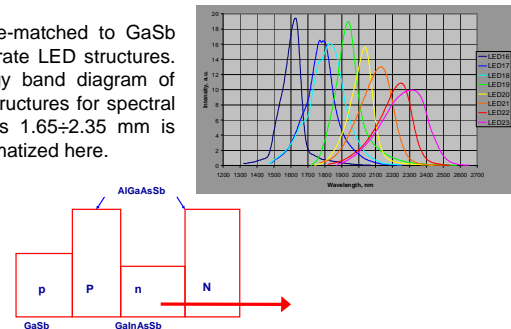 e-matched to GaSb
rate LED structures.
y band diagram of
tructures for spectral
s 1.65÷2.35 mm is
matized here.
Intensity, a.u.
20
18
16
14
12
10
8
6
4
2
0
1200 1300 1400 1500 1600 1700 1800 1900 2000 2100 2200 2300 2400 2500 2600 2700
Wavelength, nm
LED16
LED17
LED18
LED19
LED20
LED21
LED22
LED23
AlGaAsSb
p P n N
GaSb GaInAsSb